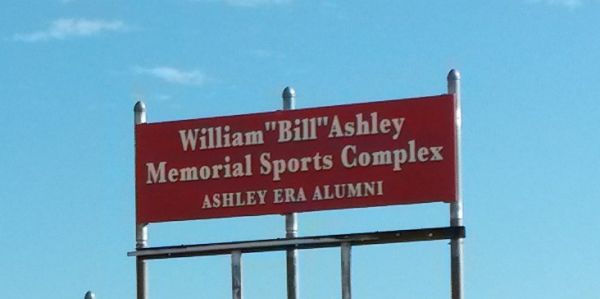 William"Bill"Ashley
Memorial Sports Complex
ASHLEY ERA ALUMNI